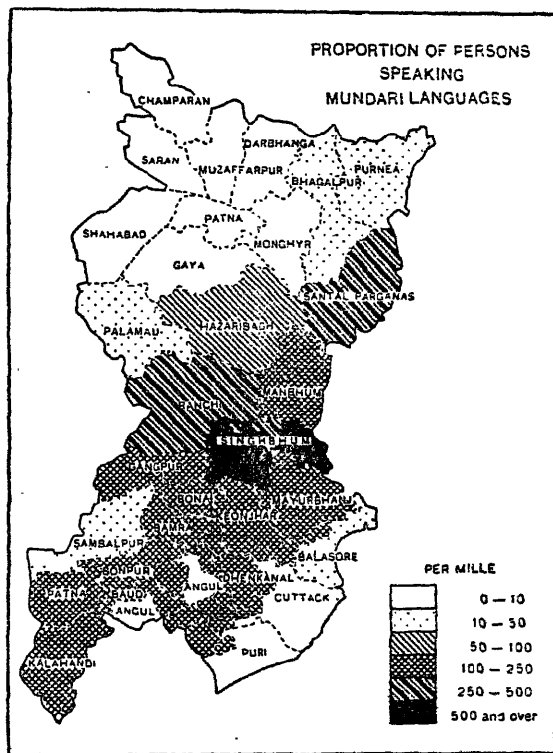 PROPORTION OF PERSONS
SPEAKING
MUNDARI LANGUAGES
CHAMPARAN
SARAN
MUZAFFARPUR
DARBHANGA
BHAGALPUR
PURNEA
PATNA
SHAHABAD
MONGHYR
GAYA
SANTAL PARGANAS
HAZARIBAGH
PALAMAU
MANBHUM
RANCHI
SINGHBHUM
GANGPUR
BONAI
MAYURBHANJ
KEONJHAR
BAMRA
SAMBALPUR
BALASORE
SONPUR
DHENKANAL
PATNA
BAUD
ANGUL
ANGUL
CUTTACK
PURI
KALAHANDI
PER MILLE
0 – 10
10 – 50
50 – 100
100 – 250
250 – 500
500 and over